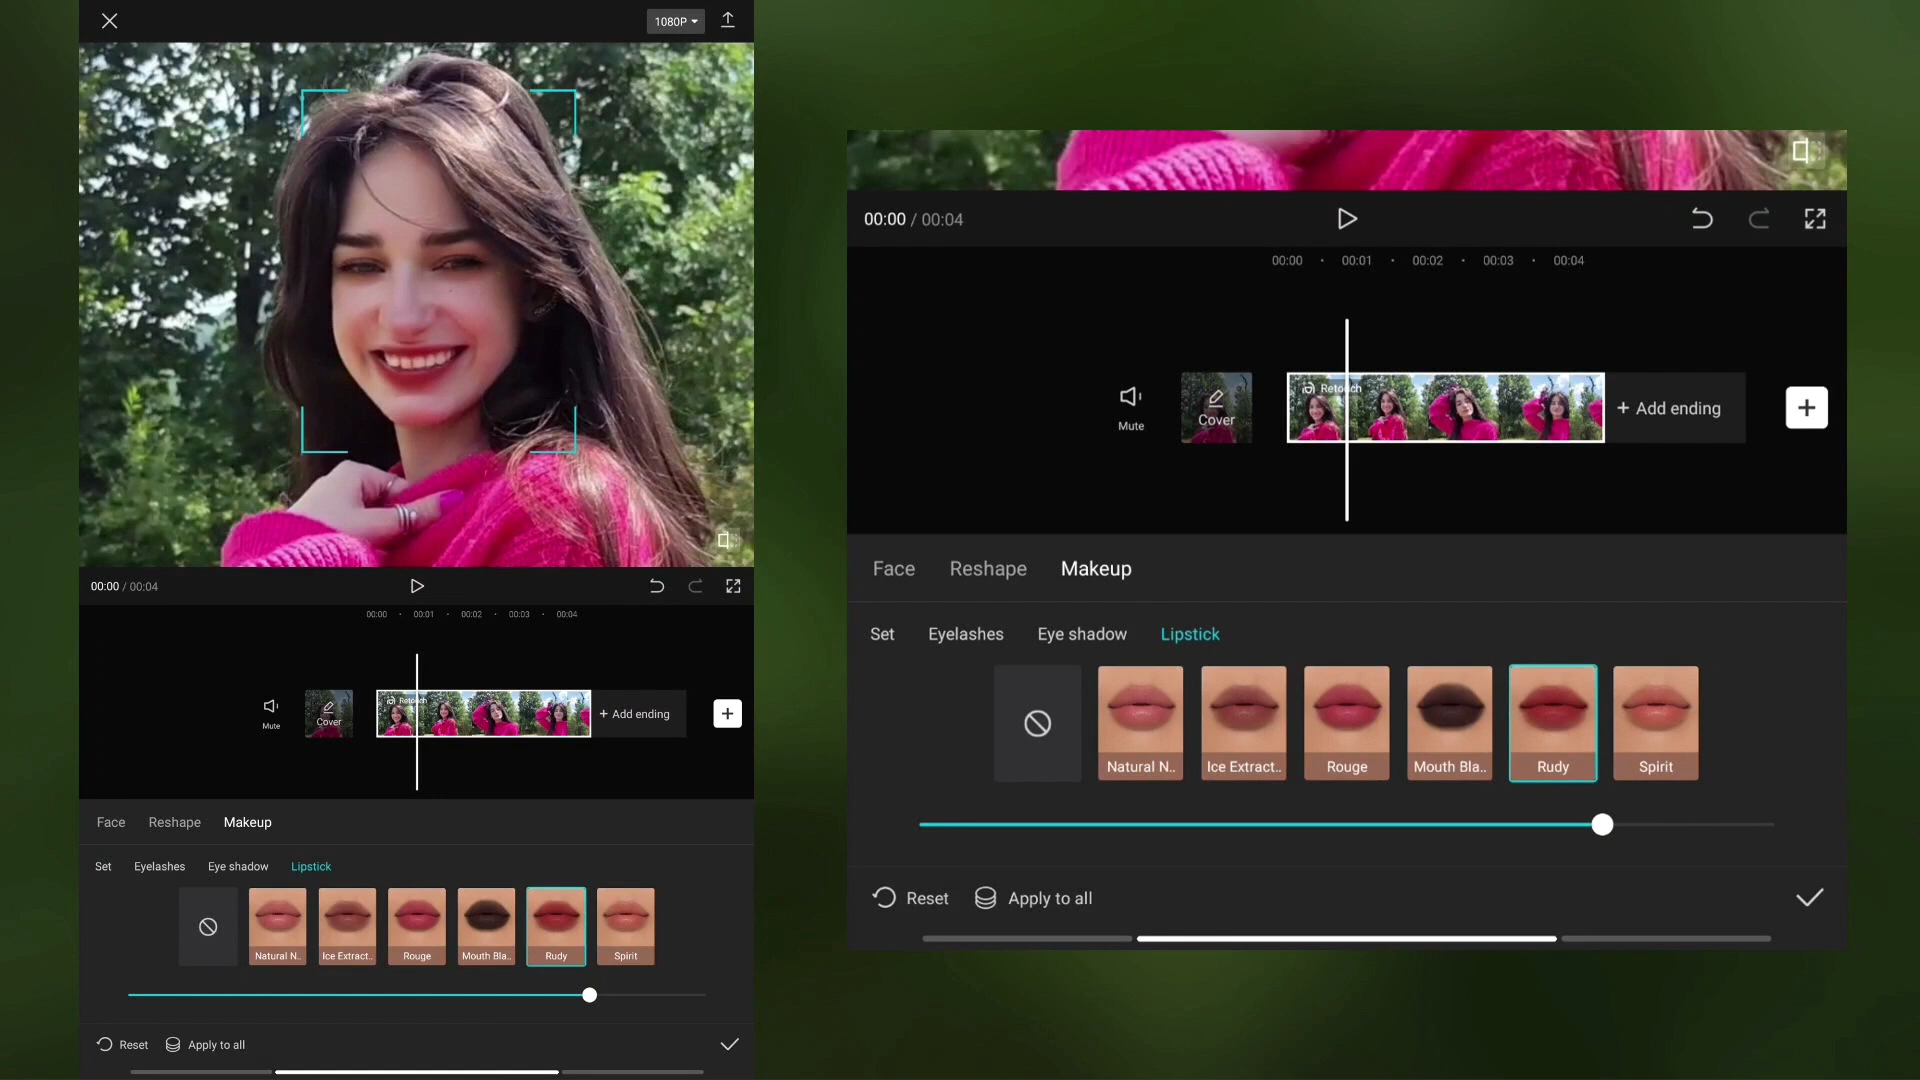 1080P
00:00 / 00:04
00:00 · 00:01 · 00:02 · 00:03 · 00:04
Retouch
Mute
Cover
+ Add ending
Face Reshape Makeup
Set Eyelashes Eye shadow Lipstick
Natural N.. Ice Extract.. Rouge Mouth Bla.. Rudy Spirit
Reset Apply to all
00:00 / 00:04
00:00 · 00:01 · 00:02 · 00:03 · 00:04
Retouch
Mute
Cover
+ Add ending
Face Reshape Makeup
Set Eyelashes Eye shadow Lipstick
Natural N.. Ice Extract.. Rouge Mouth Bla.. Rudy Spirit
Reset Apply to all